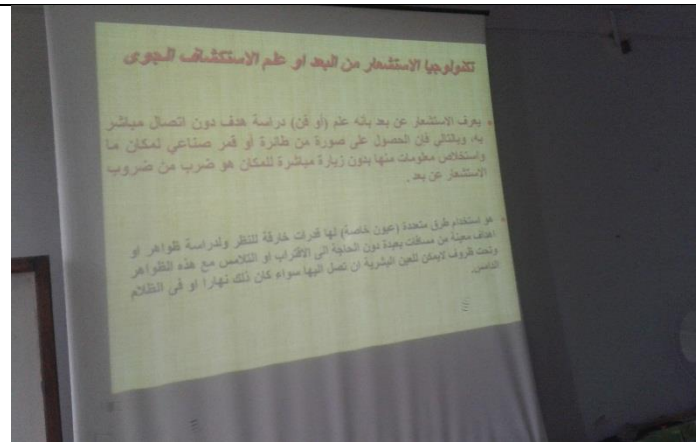 تكنولوجيا الاستشعار من البعد او علم الاستكشاف الجوى
يعرف الاستشعار عن بعد بانه علم (أو فن) دراسة هدف دون اتصال مباشر
به، وبالتالي فإن الحصول على صورة من طائرة أو قمر صناعي لمكان ما
واستخلاص معلومات منها بدون زيارة مباشرة للمكان هو ضرب من ضروب
الاستشعار عن بعد.
هو استخدام طرق متعددة (عيون خاصة) لها قدرات خارقة للنظر ولدراسة ظواهر او
اهداف معينة من مسافات بعيدة دون الحاجة الى الاقتراب او التلامس مع هذه الظواهر
وتحت ظروف لايمكن للعين البشرية ان تصل اليها سواء كان ذلك نهارا او فى الظلام
الدامس.